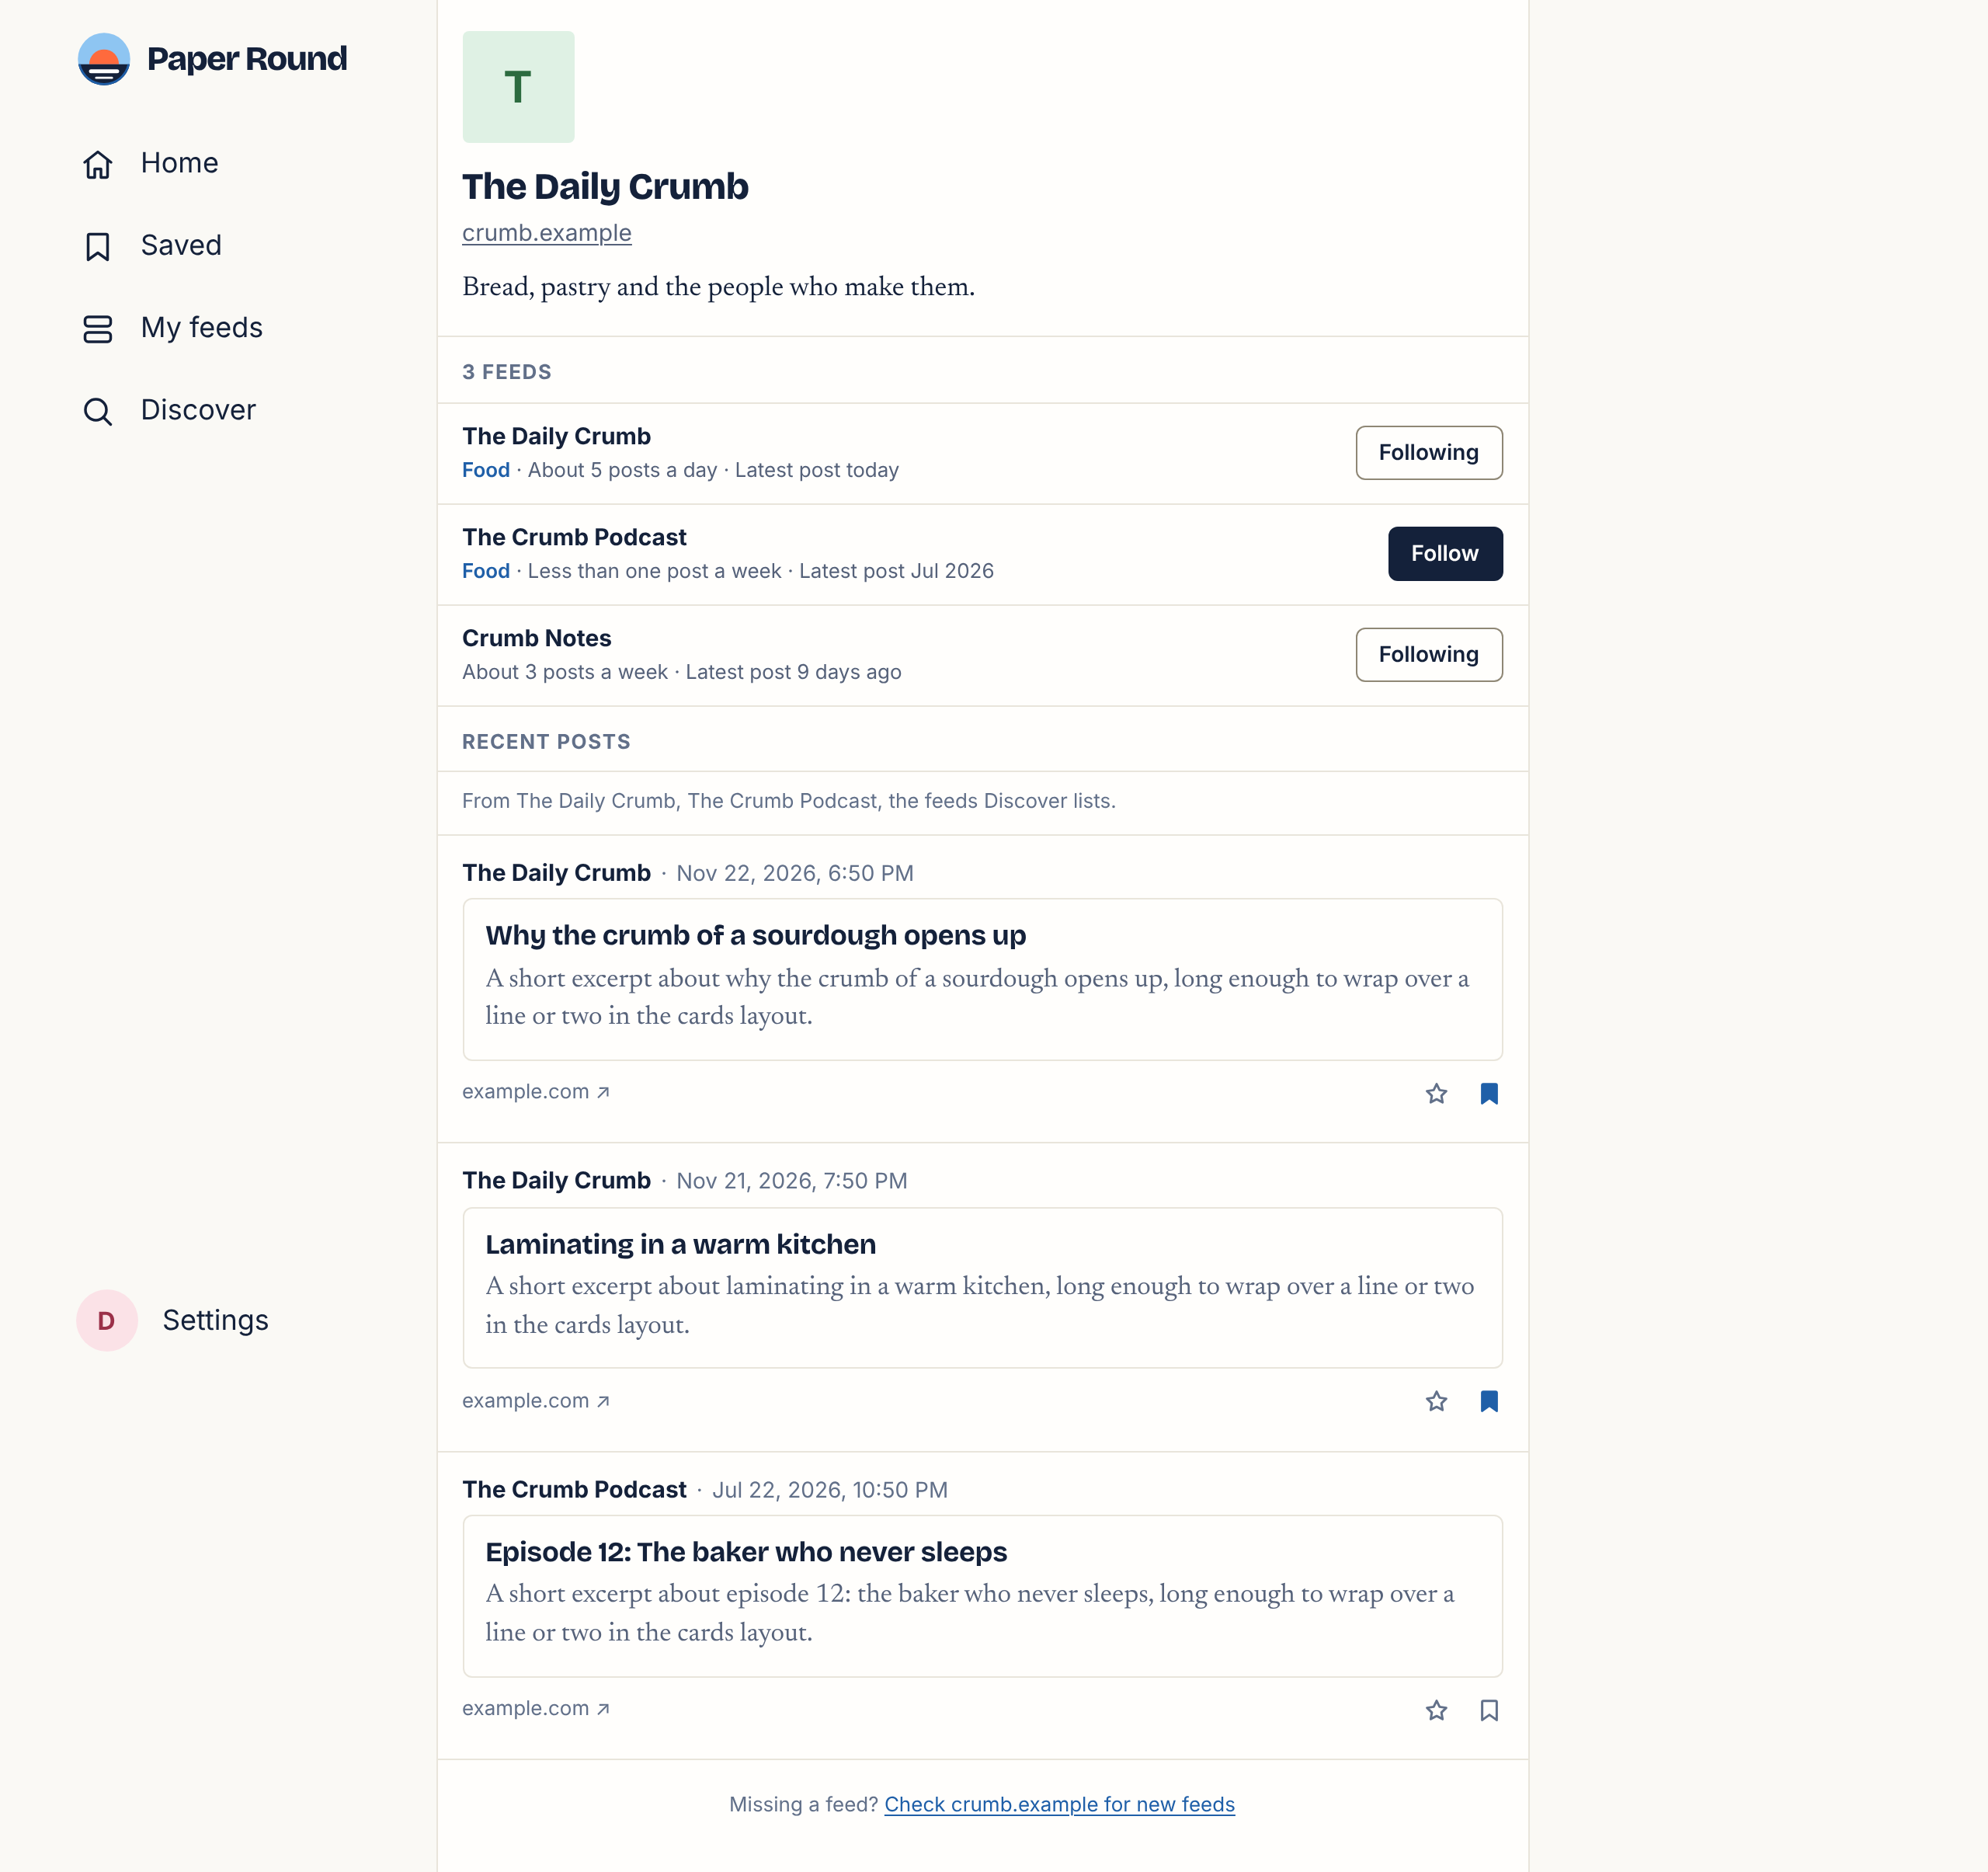 Paper Round
Home
Saved
My feeds
Discover
D
Settings
T
The Daily Crumb
crumb.example
Bread, pastry and the people who make them.
3 FEEDS
The Daily Crumb
Food · About 5 posts a day · Latest post today
Following
The Crumb Podcast
Food · Less than one post a week · Latest post Jul 2026
Follow
Crumb Notes
About 3 posts a week · Latest post 9 days ago
Following
RECENT POSTS
From The Daily Crumb, The Crumb Podcast, the feeds Discover lists.
The Daily Crumb · Nov 22, 2026, 6:50 PM
Why the crumb of a sourdough opens up
A short excerpt about why the crumb of a sourdough opens up, long enough to wrap over a
line or two in the cards layout.
example.com ↗
The Daily Crumb · Nov 21, 2026, 7:50 PM
Laminating in a warm kitchen
A short excerpt about laminating in a warm kitchen, long enough to wrap over a line or two
in the cards layout.
example.com ↗
The Crumb Podcast · Jul 22, 2026, 10:50 PM
Episode 12: The baker who never sleeps
A short excerpt about episode 12: the baker who never sleeps, long enough to wrap over a
line or two in the cards layout.
example.com ↗
Missing a feed? Check crumb.example for new feeds